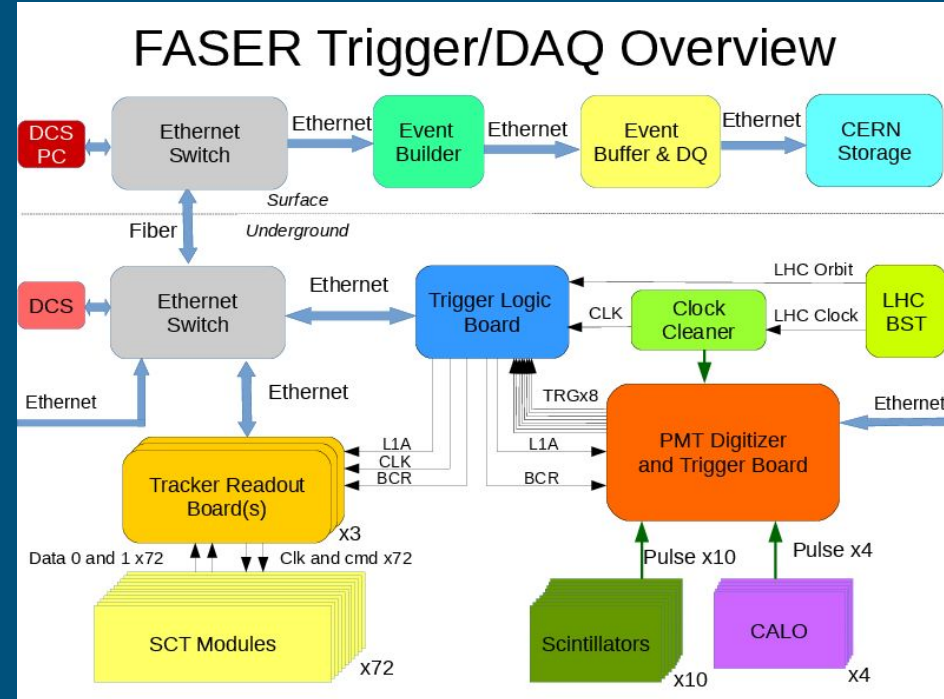 FASER Trigger/DAQ Overview
DCS
PC
Ethernet
Switch
Ethernet
Event
Builder
Ethernet
Event
Buffer & DQ
Ethernet
CERN
Storage
Surface
Fiber
Underground
DCS
Ethernet
Switch
Ethernet
Trigger Logic
Board
LHC Orbit
CLK
Clock
Cleaner
LHC Clock
LHC
BST
Ethernet
Ethernet
TRGx8
Ethernet
L1A
CLK
BCR
L1A
BCR
PMT Digitizer
and Trigger Board
Tracker Readout
Board(s)
x3
Data 0 and 1 x72
Clk and cmd x72
Pulse x10
Pulse x4
SCT Modules
x72
Scintillators
x10
CALO
x4